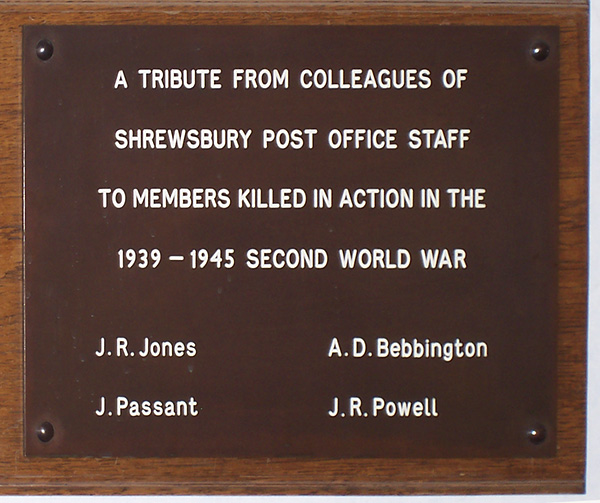 A TRIBUTE FROM COLLEAGUES OF
SHREWSBURY POST OFFICE STAFF
TO MEMBERS KILLED IN ACTION IN THE
1939 – 1945 SECOND WORLD WAR
J. R. Jones A. D. Bebbington
J. Passant J. R. Powell